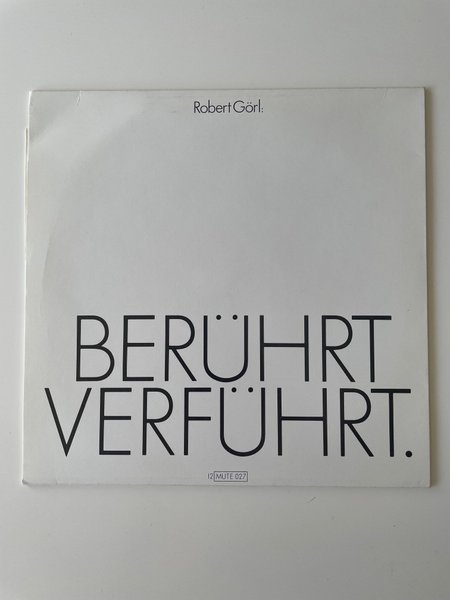 Robert Görl:
BERÜHRT
VERFÜHRT.
12 MUTE 027